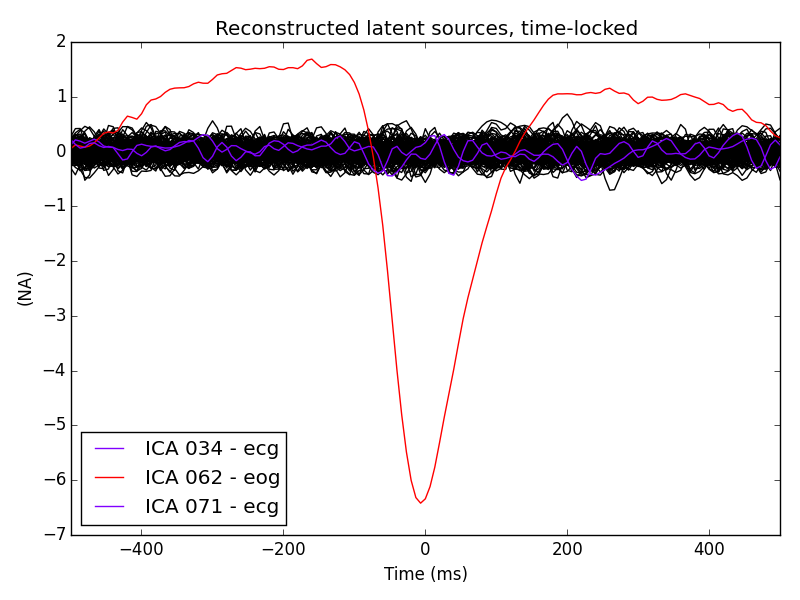 Reconstructed latent sources, time-locked
2
1
0
−1
−2
−3
−4
−5
−6
−7
(NA)
ICA 034 - ecg
ICA 062 - eog
ICA 071 - ecg
−400
−200
0
200
400
Time (ms)